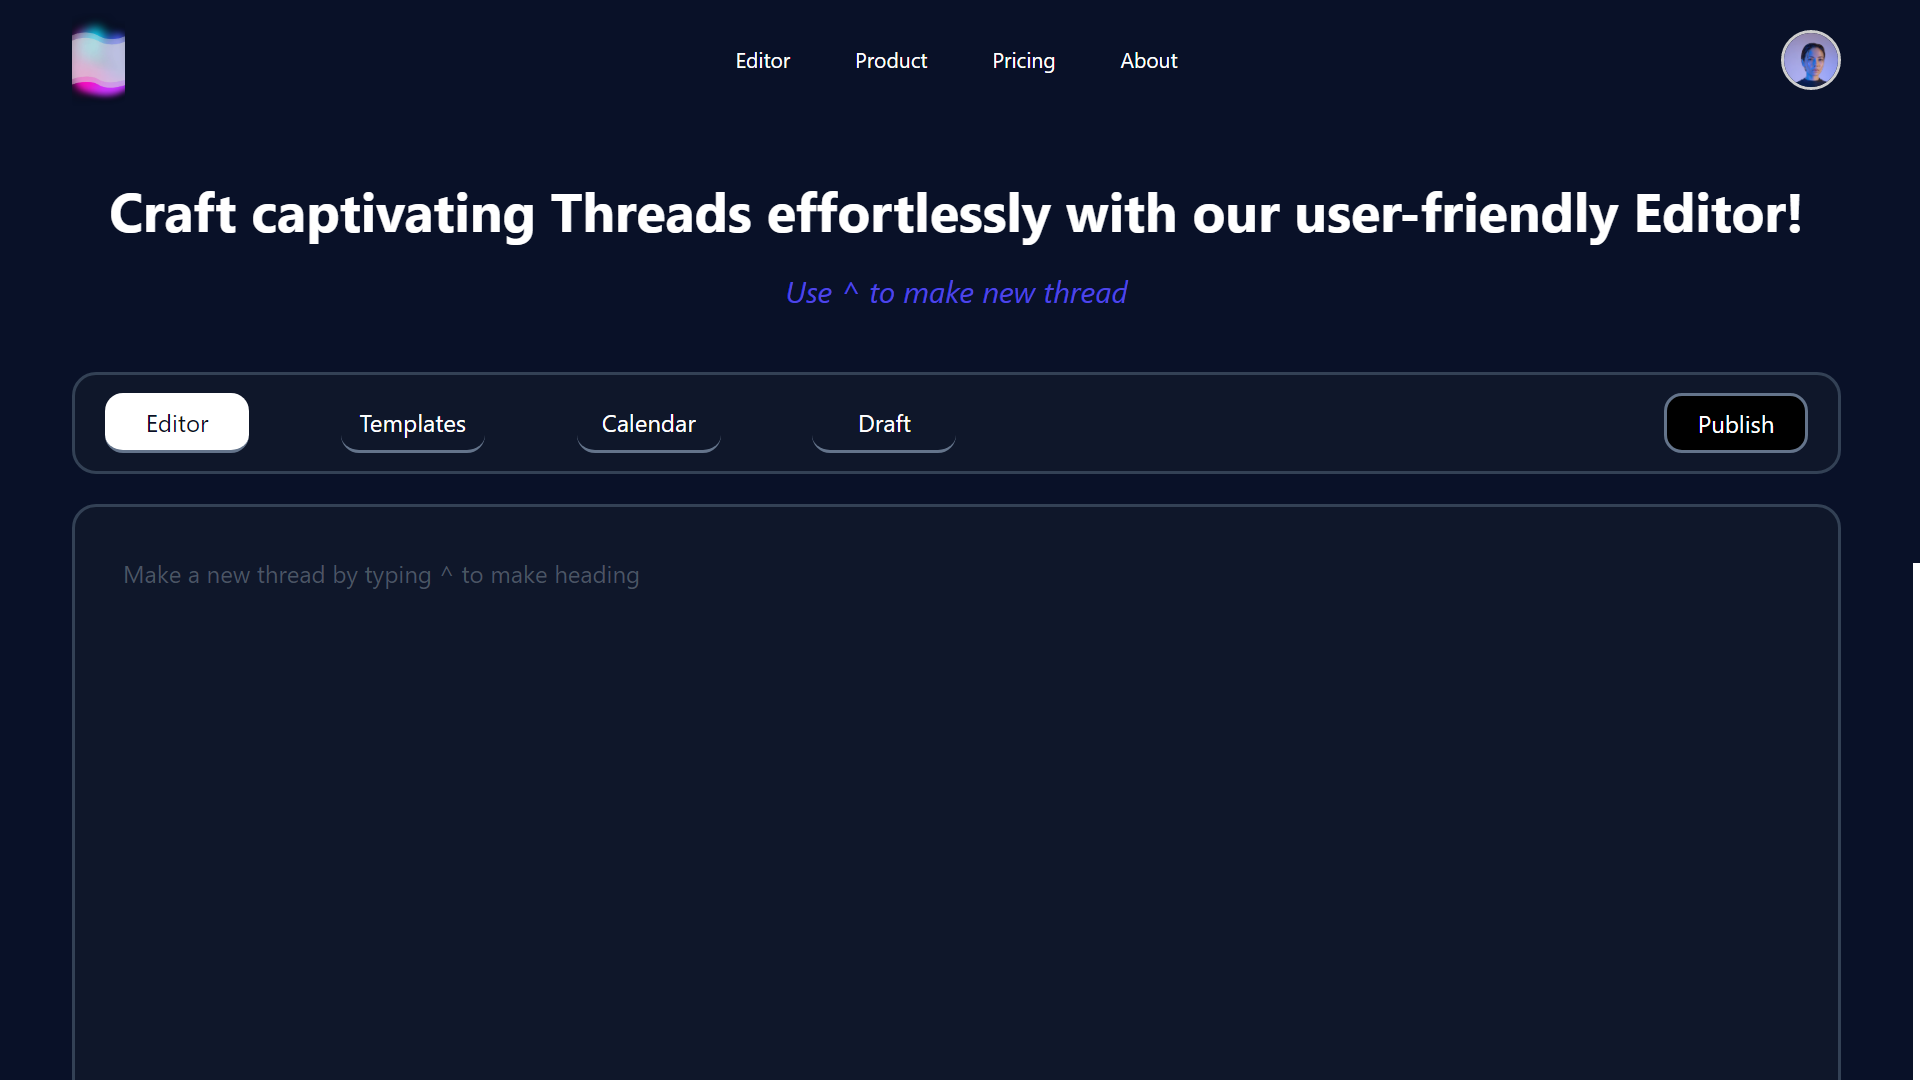 Editor Product Pricing About
Craft captivating Threads effortlessly with our user-friendly Editor!
Use ^ to make new thread
Editor Templates Calendar Draft Publish
Make a new thread by typing ^ to make heading